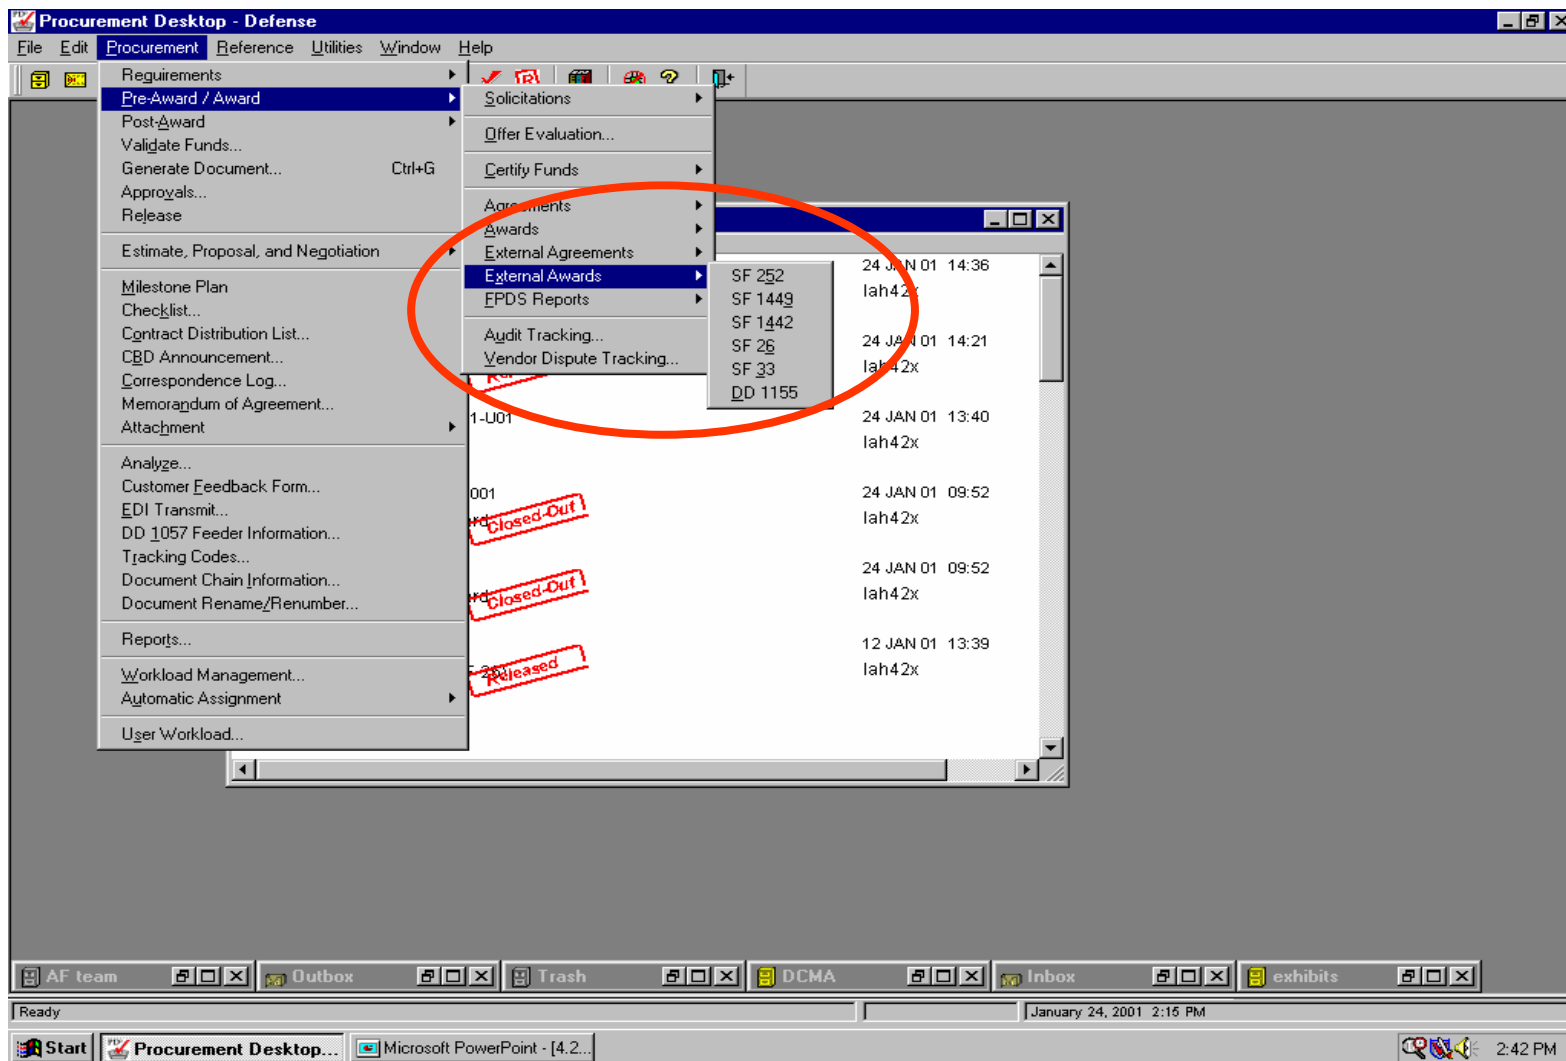 Procurement Desktop - Defense
File Edit Procurement Reference Utilities Window Help
Requirements
Pre-Award / Award
Post-Award
Validate Funds...
Generate Document... Ctrl+G
Approvals...
Release
Estimate, Proposal, and Negotiation
Milestone Plan
Checklist...
Contract Distribution List...
CBD Announcement...
Correspondence Log...
Memorandum of Agreement...
Attachment
Analyze...
Customer Feedback Form...
EDI Transmit...
DD 1057 Feeder Information...
Tracking Codes...
Document Chain Information...
Document Rename/Renumber...
Reports...
Workload Management...
Automatic Assignment
User Workload...
Solicitations
Offer Evaluation...
Certify Funds
Agreements
Awards
External Agreements
External Awards
FPDS Reports
Audit Tracking...
Vendor Dispute Tracking...
SF 252
SF 1449
SF 1442
SF 26
SF 33
DD 1155
24 JAN 01 14:36
lah42x
24 JAN 01 14:21
lah42x
1-U01 24 JAN 01 13:40
lah42x
001 24 JAN 01 09:52
Closed-Out lah42x
24 JAN 01 09:52
Closed-Out lah42x
12 JAN 01 13:39
Released lah42x
AF team Outbox Trash DCMA Inbox exhibits
Ready January 24, 2001 2:15 PM
Start Procurement Desktop... Microsoft PowerPoint - [4.2... 2:42 PM